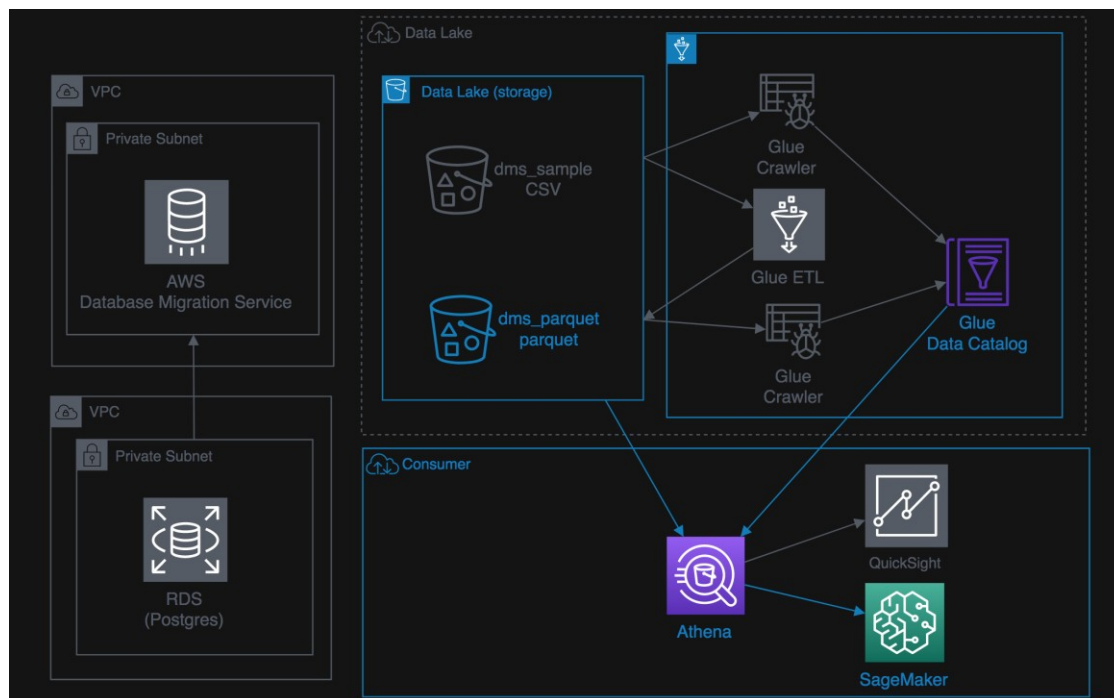 Data Lake
VPC
Private Subnet
AWS
Database Migration Service
VPC
Private Subnet
RDS
(Postgres)
Data Lake (storage)
dms_sample
CSV
dms_parquet
parquet
Glue
Crawler
Glue ETL
Glue
Crawler
Glue
Data Catalog
Consumer
Athena
QuickSight
SageMaker